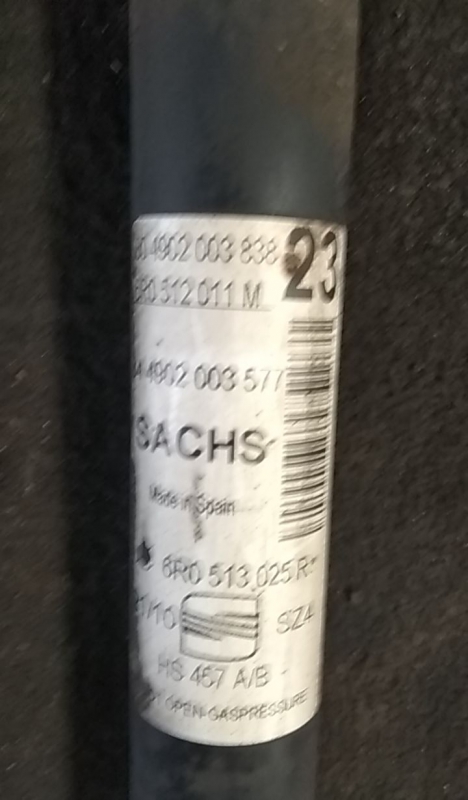 4902 003 838 23
6R0 512 011 M
4902 003 577
SACHS
Made in Spain
6R0 513 025 R
/10 SZ4
HS 457 A/B
OPEN-GASPRESSURE